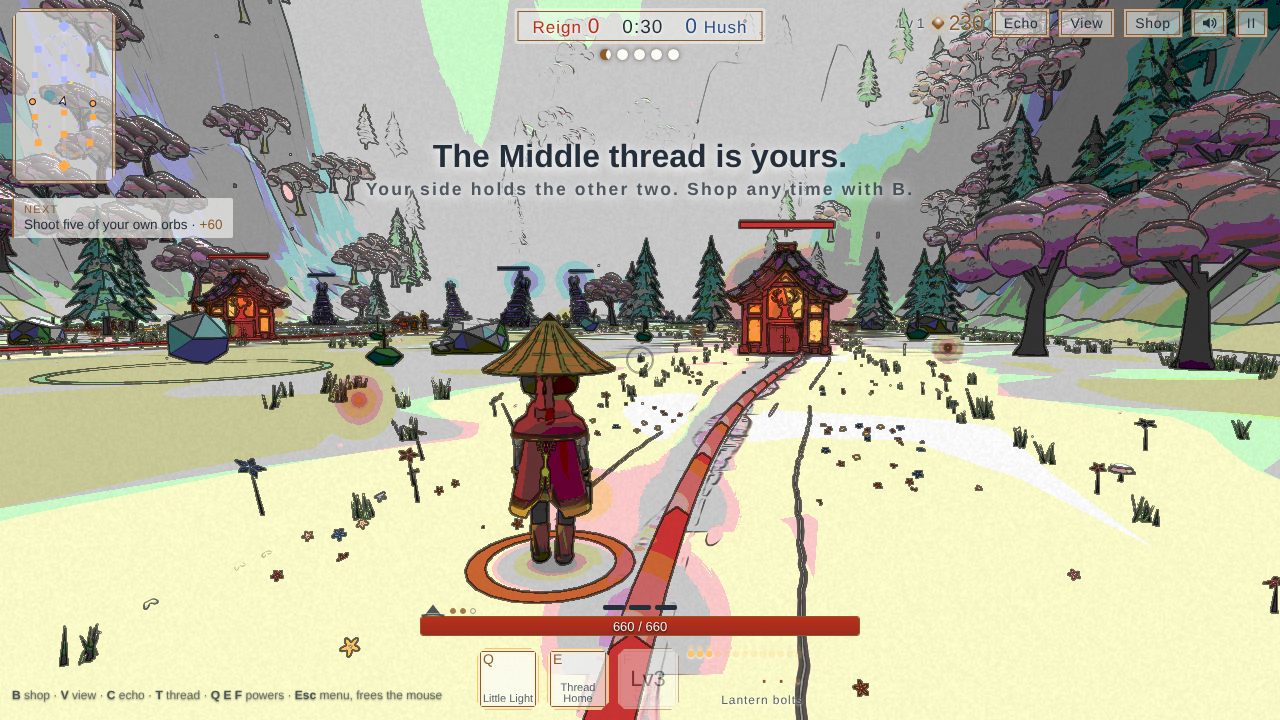 Reign 0 0:30 0 Hush
Lv 1 230 Echo View Shop
The Middle thread is yours.
Your side holds the other two. Shop any time with B.
NEXT
Shoot five of your own orbs · +60
660 / 660
Q
Little Light
E
Thread
Home
Lv3
Lantern bolts
B shop · V view · C echo · T thread · Q E F powers · Esc menu, frees the mouse